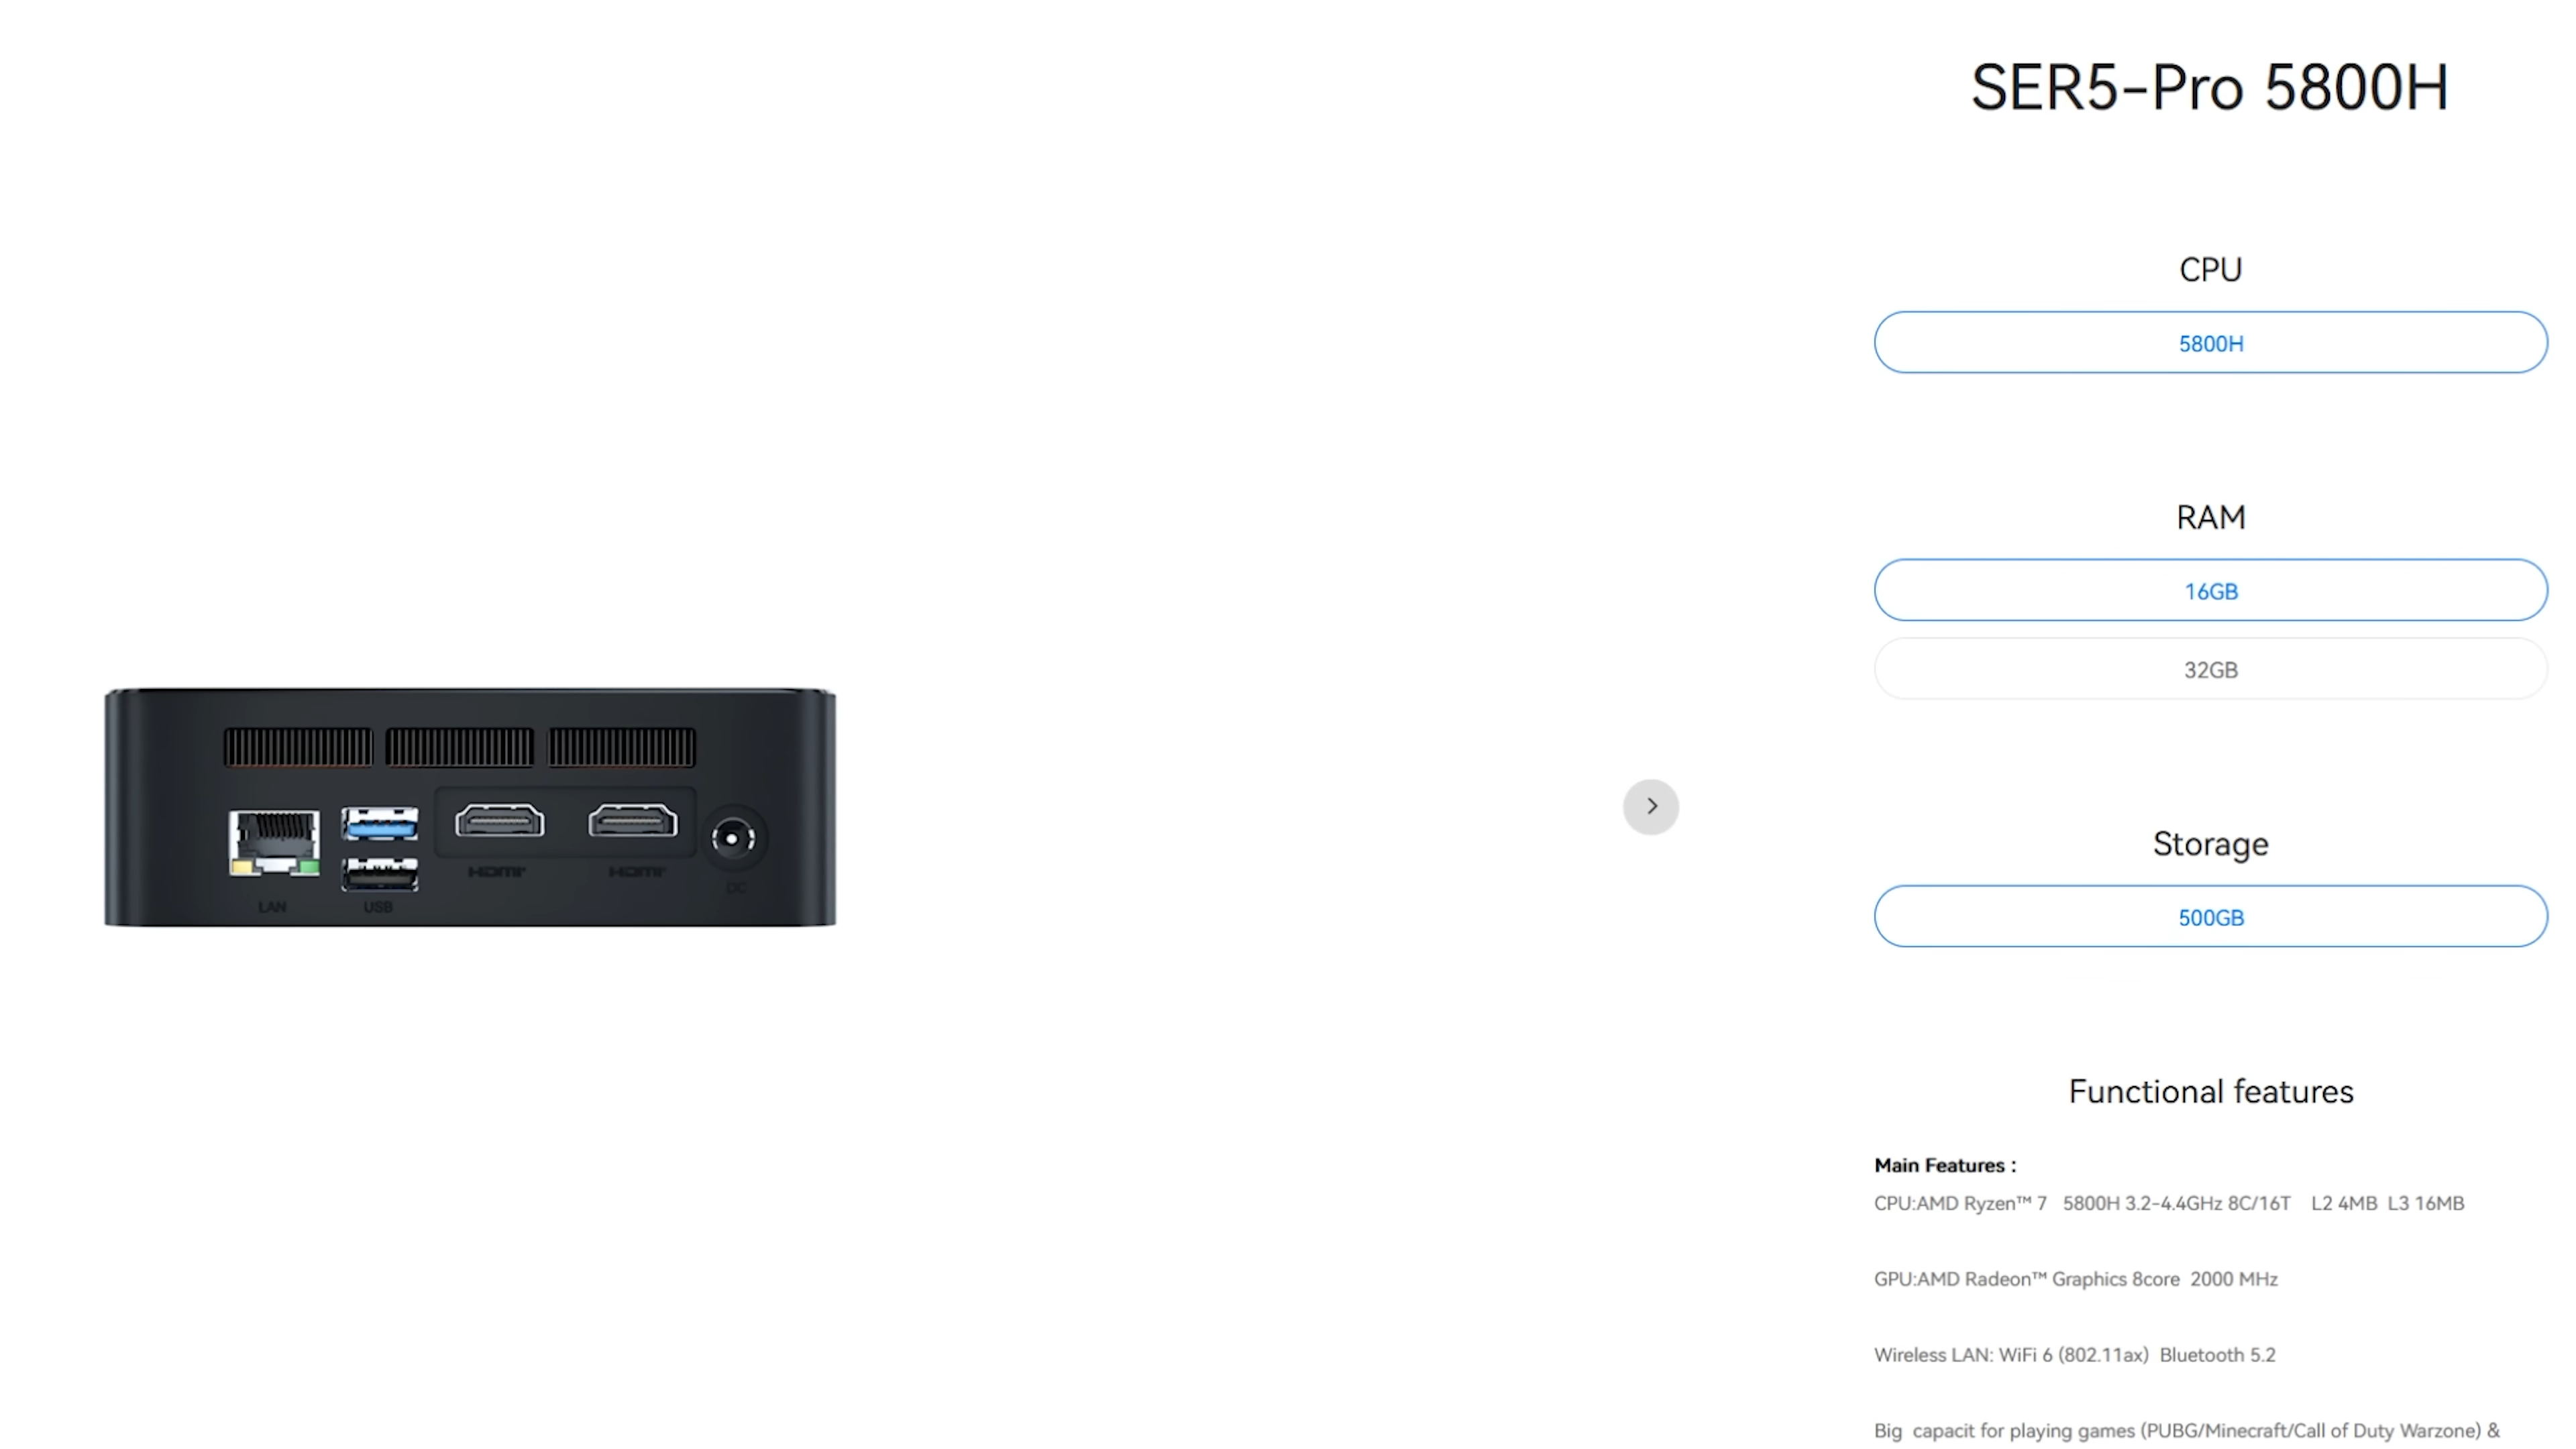 SER5-Pro 5800H
CPU
5800H
RAM
16GB
32GB
Storage
500GB
Functional features
Main Features :
CPU:AMD Ryzen™ 7 5800H 3.2-4.4GHz 8C/16T L2 4MB L3 16MB
GPU:AMD Radeon™ Graphics 8core 2000 MHz
Wireless LAN: WiFi 6 (802.11ax) Bluetooth 5.2
Big capacit for playing games (PUBG/Minecraft/Call of Duty Warzone) &
HDMI HDMI
DC
LAN USB